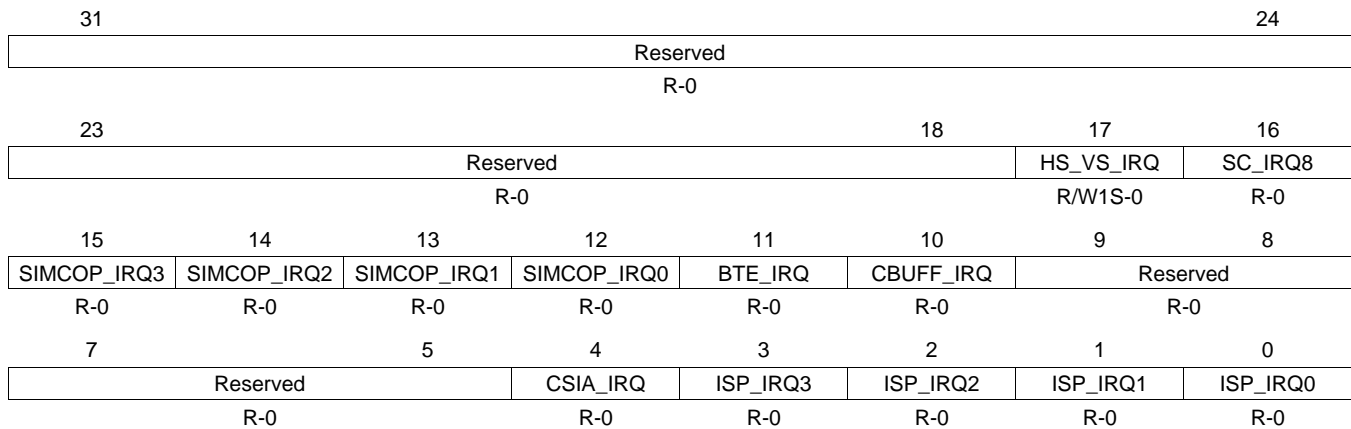 31 24
Reserved
R-0
23 18 17 16
Reserved HS_VS_IRQ SC_IRQ8
R-0 R/W1S-0 R-0
15 14 13 12 11 10 9 8
SIMCOP_IRQ3 SIMCOP_IRQ2 SIMCOP_IRQ1 SIMCOP_IRQ0 BTE_IRQ CBUFF_IRQ Reserved
R-0 R-0 R-0 R-0 R-0 R-0 R-0
7 5 4 3 2 1 0
Reserved CSIA_IRQ ISP_IRQ3 ISP_IRQ2 ISP_IRQ1 ISP_IRQ0
R-0 R-0 R-0 R-0 R-0 R-0